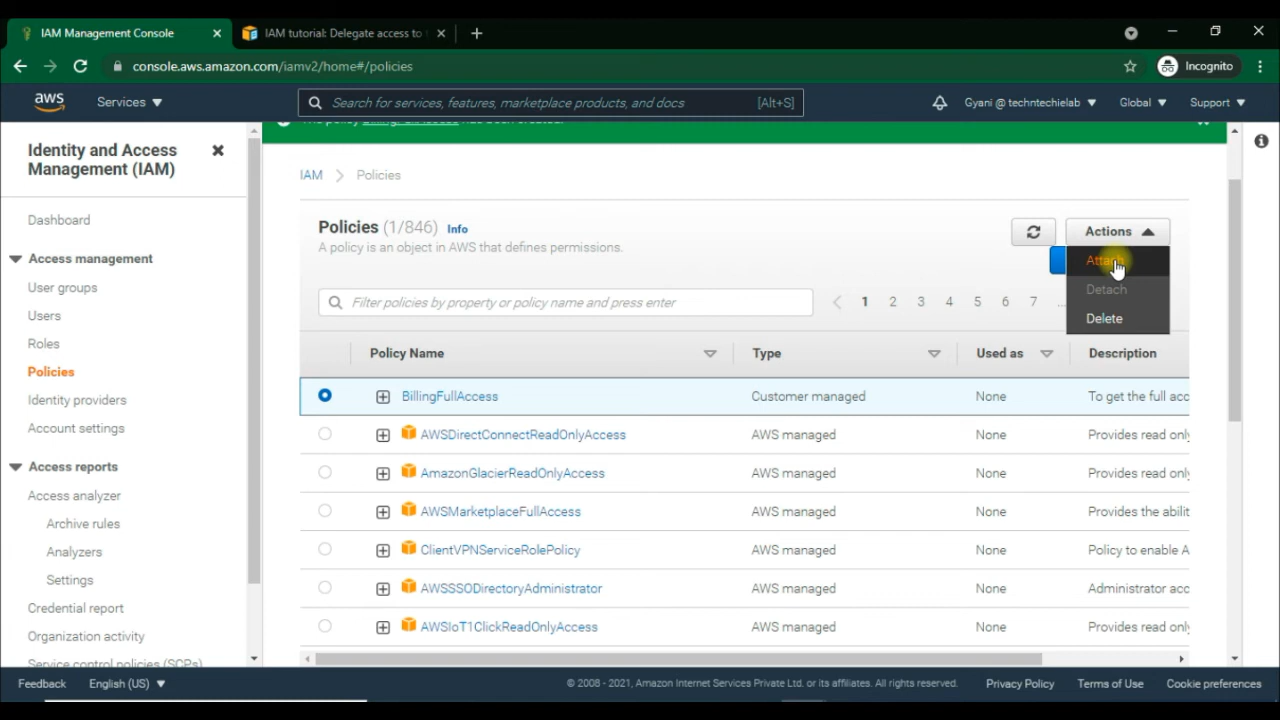 IAM Management Console
IAM tutorial: Delegate access to
console.aws.amazon.com/iamv2/home#/policies
Incognito
aws
Services
Search for services, features, marketplace products, and docs
[Alt+S]
Gyani @ techntechielab
Global
Support
The policy BillingFullAccess has been created.
Identity and Access
Management (IAM)
Dashboard
Access management
User groups
Users
Roles
Policies
Identity providers
Account settings
Access reports
Access analyzer
Archive rules
Analyzers
Settings
Credential report
Organization activity
Service control policies (SCPs)
IAM > Policies
Policies (1/846) Info
A policy is an object in AWS that defines permissions.
Actions
Attach
Detach
Delete
Filter policies by property or policy name and press enter
1 2 3 4 5 6 7 ...
Policy Name Type Used as Description
BillingFullAccess Customer managed None To get the full acc
AWSDirectConnectReadOnlyAccess AWS managed None Provides read only
AmazonGlacierReadOnlyAccess AWS managed None Provides read only
AWSMarketplaceFullAccess AWS managed None Provides the abilit
ClientVPNServiceRolePolicy AWS managed None Policy to enable A
AWSSSODirectoryAdministrator AWS managed None Administrator acc
AWSIoT1ClickReadOnlyAccess AWS managed None Provides read only
Feedback
English (US)
© 2008 - 2021, Amazon Internet Services Private Ltd. or its affiliates. All rights reserved.
Privacy Policy
Terms of Use
Cookie preferences